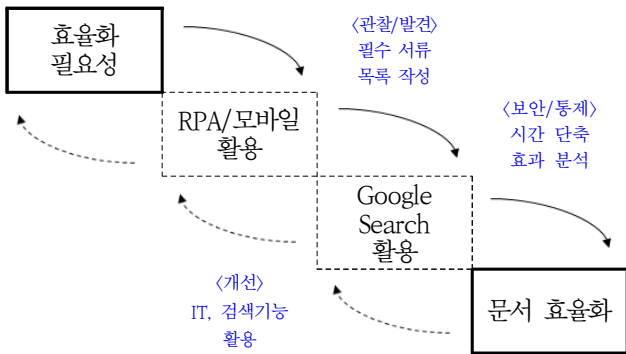 효율화
필요성
〈관찰/발견〉
필수 서류
목록 작성
RPA/모바일
활용
〈보안/통제〉
시간 단축
효과 분석
Google
Search
활용
〈개선〉
IT, 검색기능
활용
문서 효율화